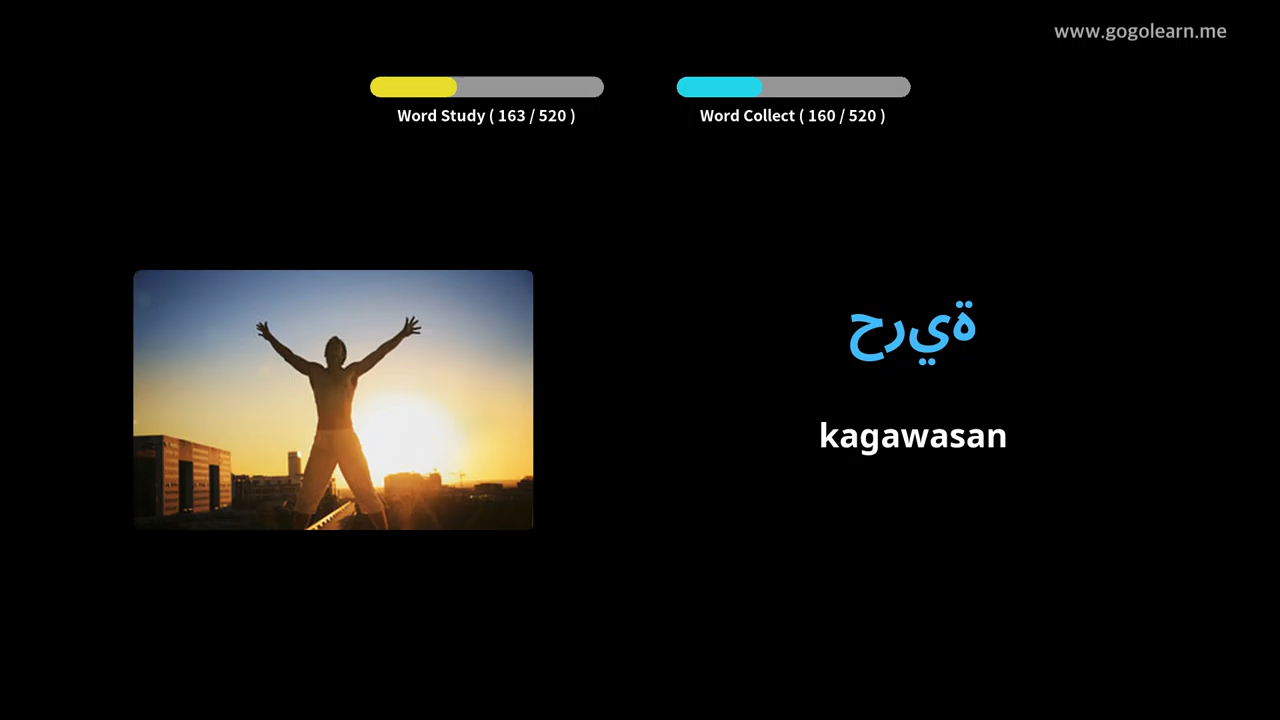 www.gogolearn.me
Word Study ( 163 / 520 )
Word Collect ( 160 / 520 )
حرية
kagawasan